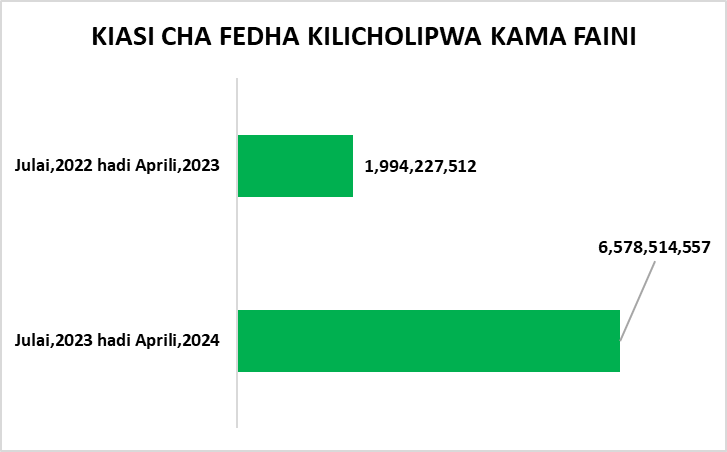 KIASI CHA FEDHA KILICHOLIPWA KAMA FAINI
Julai,2022 hadi Aprili,2023
1,994,227,512
6,578,514,557
Julai,2023 hadi Aprili,2024